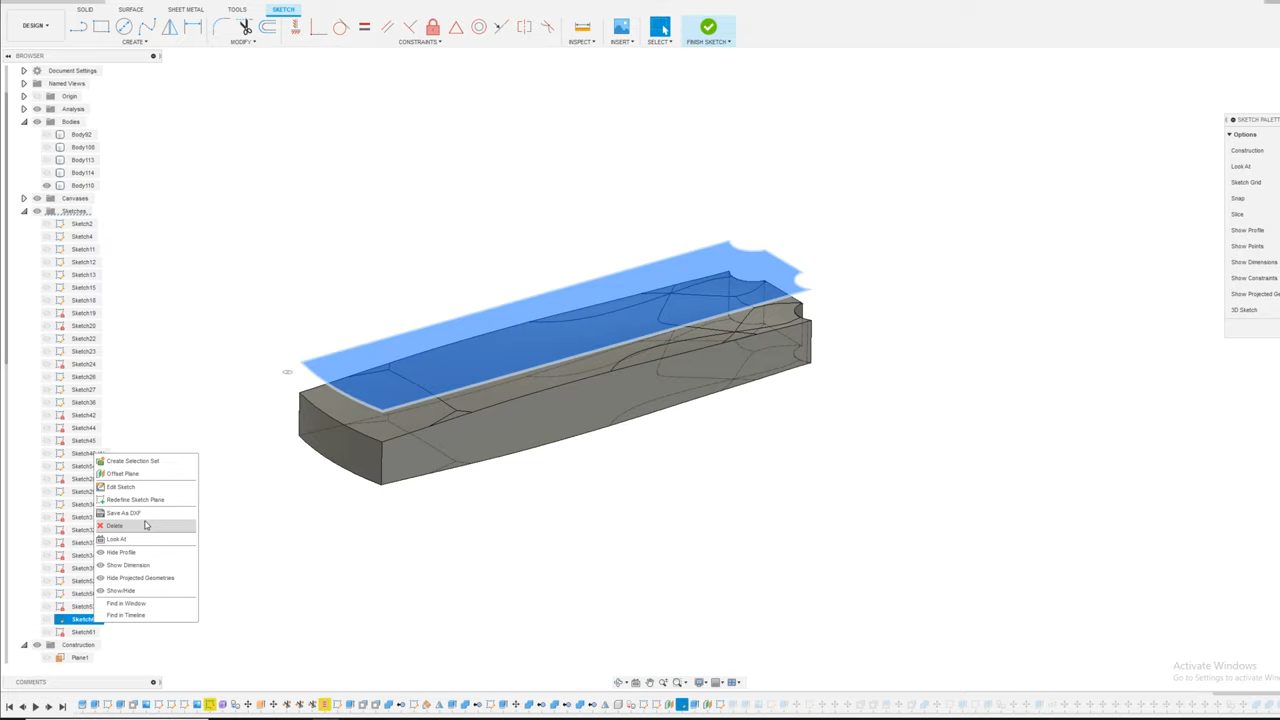 SOLID SURFACE SHEET METAL TOOLS SKETCH
DESIGN
CREATE MODIFY CONSTRAINTS INSPECT INSERT SELECT FINISH SKETCH
BROWSER
Document Settings
Named Views
Origin
Analysis
Bodies
Body92
Body108
Body113
Body114
Body110
Canvases
Sketches
Sketch2
Sketch4
Sketch11
Sketch12
Sketch13
Sketch15
Sketch18
Sketch19
Sketch20
Sketch22
Sketch23
Sketch24
Sketch26
Sketch27
Sketch38
Sketch42
Sketch44
Sketch45
Sketch61
Construction
Plane1
Create Selection Set
Offset Plane
Edit Sketch
Redefine Sketch Plane
Save As DXF
Delete
Look At
Hide Profile
Show Dimension
Hide Projected Geometries
Show/Hide
Find in Window
Find in Timeline
SKETCH PALET
Options
Construction
Look At
Sketch Grid
Snap
Slice
Show Profile
Show Points
Show Dimensions
Show Constraints
Show Projected Ge
3D Sketch
COMMENTS
Activate Windows
Go to Settings to activate Win